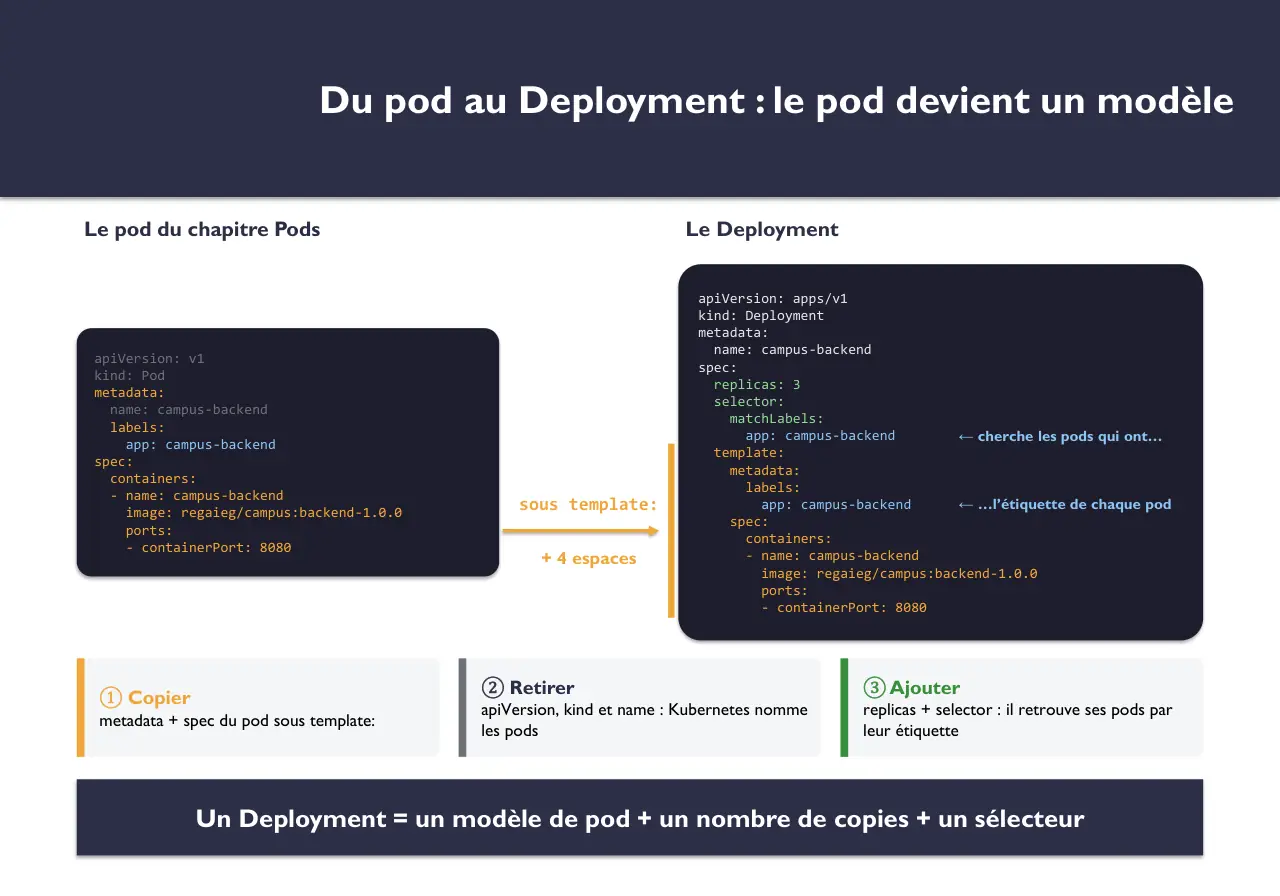 Du pod au Deployment : le pod devient un modèle
Le pod du chapitre Pods
apiVersion: v1
kind: Pod
metadata:
  name: campus-backend
  labels:
    app: campus-backend
spec:
  containers:
  - name: campus-backend
    image: regaieg/campus:backend-1.0.0
    ports:
    - containerPort: 8080
sous template:
+ 4 espaces
Le Deployment
apiVersion: apps/v1
kind: Deployment
metadata:
  name: campus-backend
spec:
  replicas: 3
  selector:
    matchLabels:
      app: campus-backend ← cherche les pods qui ont…
  template:
    metadata:
      labels:
        app: campus-backend ← …l’étiquette de chaque pod
    spec:
      containers:
      - name: campus-backend
        image: regaieg/campus:backend-1.0.0
        ports:
        - containerPort: 8080
① Copier
metadata + spec du pod sous template:
② Retirer
apiVersion, kind et name : Kubernetes nomme
les pods
③ Ajouter
replicas + selector : il retrouve ses pods par
leur étiquette
Un Deployment = un modèle de pod + un nombre de copies + un sélecteur